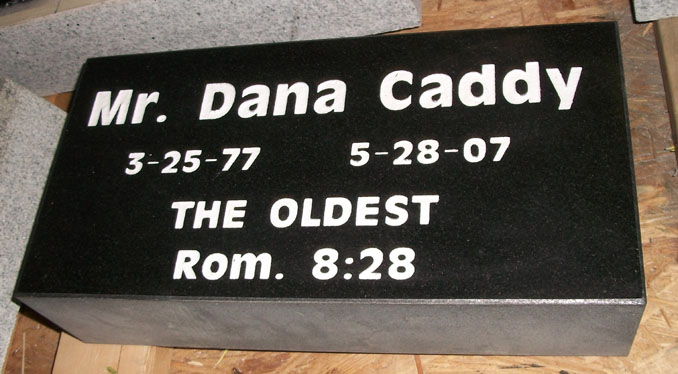 Mr. Dana Caddy
3-25-77 5-28-07
THE OLDEST
Rom. 8:28